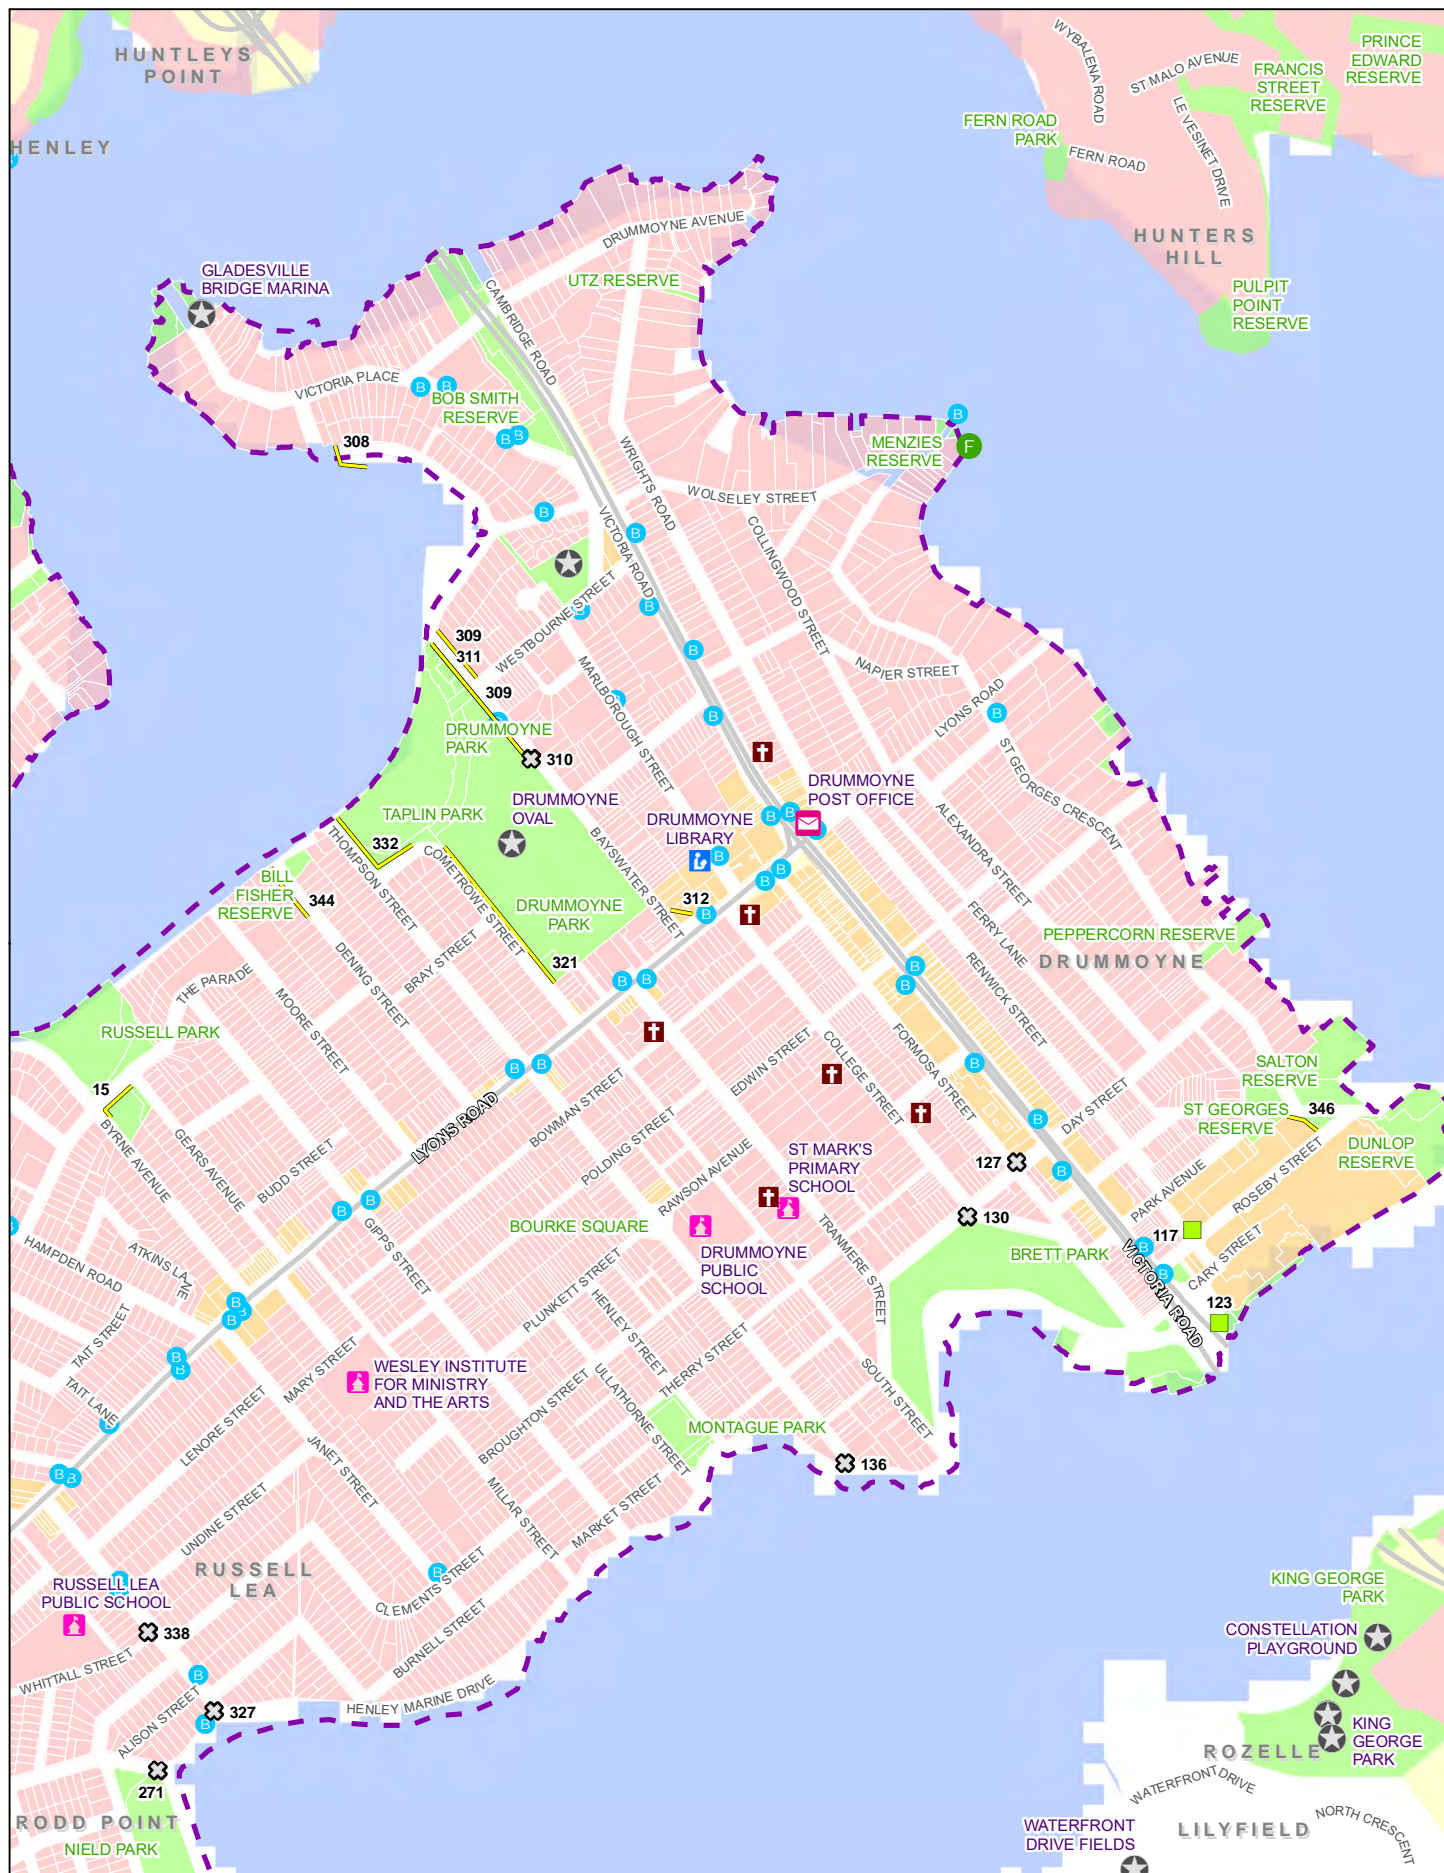 HUNTLEYS
POINT
HENLEY
WYBALENA ROAD
ST MALO AVENUE
LE VESINET DRIVE
FRANCIS
STREET
RESERVE
PRINCE
EDWARD
RESERVE
FERN ROAD
PARK
FERN ROAD
HUNTERS
HILL
PULPIT
POINT
RESERVE
DRUMMOYNE AVENUE
UTZ RESERVE
GLADESVILLE
BRIDGE MARINA
CAMBRIDGE ROAD
VICTORIA PLACE
B
B
BOB SMITH
RESERVE
B
B
308
WRIGHTS ROAD
B
MENZIES
RESERVE
F
WOLSELEY STREET
B
B
VICTORIA ROAD
COLLINGWOOD STREET
WESTBOURNE STREET
B
B
309
311
309
B
B
B
B
MARLBOROUGH STREET
NAPIER STREET
LYONS ROAD
B
ST GEORGES CRESCENT
DRUMMOYNE
PARK
310
DRUMMOYNE
OVAL
TAPLIN PARK
DRUMMOYNE
POST OFFICE
DRUMMOYNE
LIBRARY
B
B
B
B
B
B
ALEXANDRA STREET
332
THOMPSON STREET
COMETROWE STREET
BAYSWATER STREET
BILL
FISHER
RESERVE
344
312
B
DRUMMOYNE
PARK
FERRY LANE
PEPPERCORN RESERVE
DRUMMOYNE
321
BRAY STREET
DENING STREET
THE PARADE
MOORE STREET
B
B
B
B
RENWICK STREET
RUSSELL PARK
FORMOSA STREET
COLLEGE STREET
EDWIN STREET
B
B
B
SALTON
RESERVE
15
BYRNE AVENUE
GEARS AVENUE
BUDD STREET
LYONS ROAD
BOWMAN STREET
POLDING STREET
RAWSON AVENUE
DAY STREET
B
ST GEORGES
RESERVE
346
DUNLOP
RESERVE
ROSEBY STREET
PARK AVENUE
ST MARK'S
PRIMARY
SCHOOL
127
B
130
B
B
GIPPS STREET
BOURKE SQUARE
DRUMMOYNE
PUBLIC
SCHOOL
TRANMERE STREET
BRETT PARK
117
B
B
VICTORIA ROAD
CARY STREET
123
B
HAMPDEN ROAD
ATKINS LANE
TAIT STREET
TAIT LANE
B
B
B
B
B
B
PLUNKETT STREET
HENLEY STREET
THERRY STREET
MARY STREET
WESLEY INSTITUTE
FOR MINISTRY
AND THE ARTS
LENORE STREET
JANET STREET
BROUGHTON STREET
ULLATHORNE STREET
SOUTH STREET
MONTAGUE PARK
136
B
B
UNDINE STREET
MILLAR STREET
MARKET STREET
RUSSELL
LEA
B
CLEMENTS STREET
BURNELL STREET
RUSSELL LEA
PUBLIC SCHOOL
B
338
WHITTALL STREET
B
ALISON STREET
B
327
HENLEY MARINE DRIVE
271
RODD POINT
NIELD PARK
KING GEORGE
PARK
CONSTELLATION
PLAYGROUND
KING
GEORGE
PARK
ROZELLE
WATERFRONT DRIVE
NORTH CRESCENT
LILYFIELD
WATERFRONT
DRIVE FIELDS